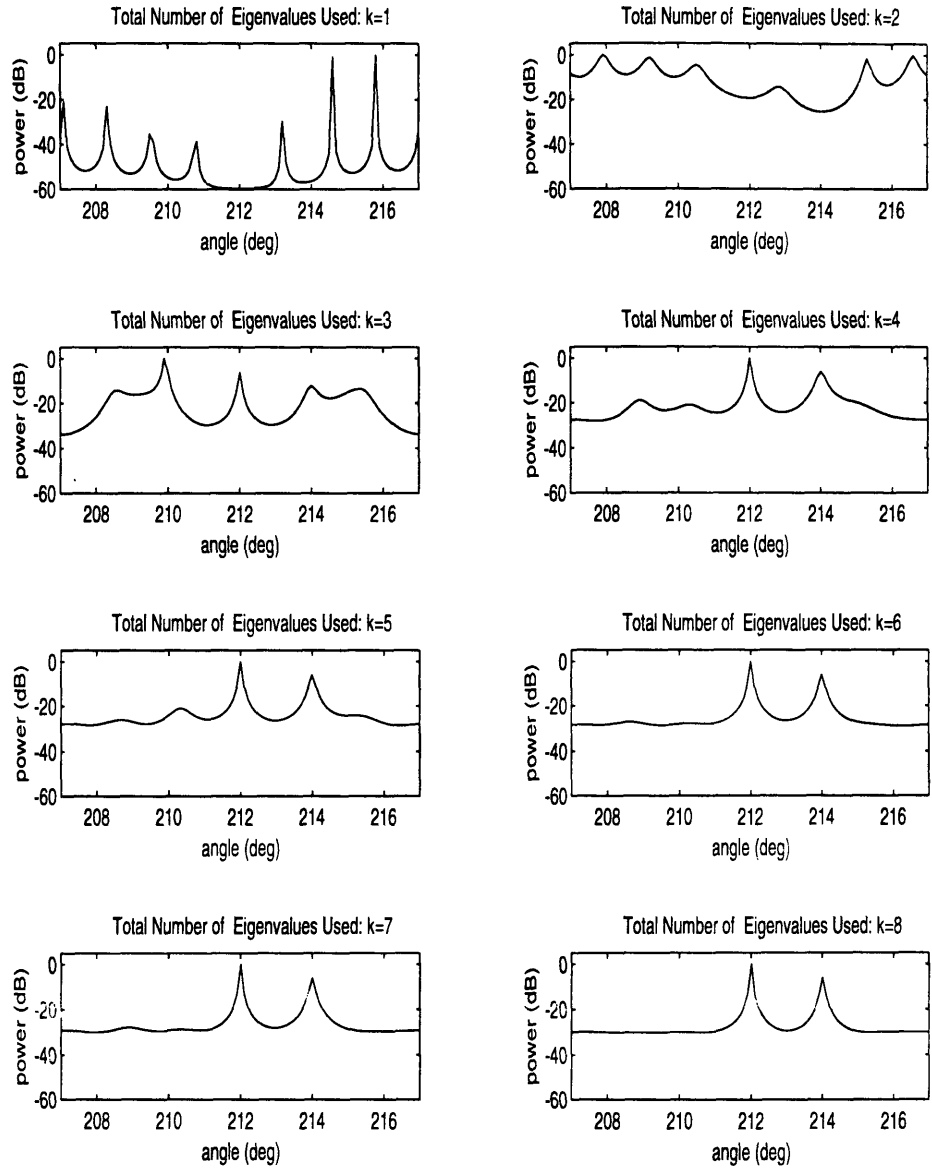 Total Number of Eigenvalues Used: k=1
power (dB)
0
-20
-40
-60
208 210 212 214 216
angle (deg)
Total Number of Eigenvalues Used: k=2
power (dB)
0
-20
-40
-60
208 210 212 214 216
angle (deg)
Total Number of Eigenvalues Used: k=3
power (dB)
0
-20
-40
-60
208 210 212 214 216
angle (deg)
Total Number of Eigenvalues Used: k=4
power (dB)
0
-20
-40
-60
208 210 212 214 216
angle (deg)
Total Number of Eigenvalues Used: k=5
power (dB)
0
-20
-40
-60
208 210 212 214 216
angle (deg)
Total Number of Eigenvalues Used: k=6
power (dB)
0
-20
-40
-60
208 210 212 214 216
angle (deg)
Total Number of Eigenvalues Used: k=7
power (dB)
0
-20
-40
-60
208 210 212 214 216
angle (deg)
Total Number of Eigenvalues Used: k=8
power (dB)
0
-20
-40
-60
208 210 212 214 216
angle (deg)